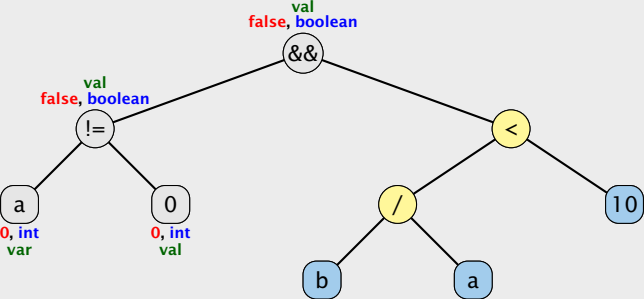 val
false, boolean
&&
val
false, boolean
!=
<
a
0
/
10
0, int
var
0, int
val
b
a